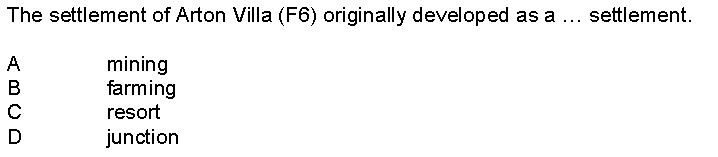 The settlement of Arton Villa (F6) originally developed as a … settlement.
A mining
B farming
C resort
D junction